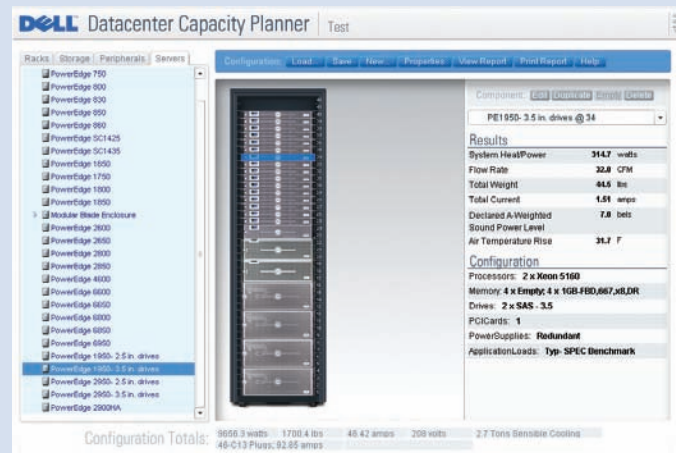 DELL Datacenter Capacity Planner Test
Racks Storage Peripherals Servers
Configuration: Load... Save New... Properties View Report Print Report Help
PowerEdge 750
PowerEdge 800
PowerEdge 830
PowerEdge 850
PowerEdge 860
PowerEdge SC1425
PowerEdge SC1435
PowerEdge 1650
PowerEdge 1750
PowerEdge 1800
PowerEdge 1850
Modular Blade Enclosure
PowerEdge 2600
PowerEdge 2650
PowerEdge 2800
PowerEdge 2850
PowerEdge 4600
PowerEdge 6600
PowerEdge 6650
PowerEdge 6800
PowerEdge 6850
PowerEdge 6950
PowerEdge 1950- 2.5 in. drives
PowerEdge 1950- 3.5 in. drives
PowerEdge 2950- 2.5 in. drives
PowerEdge 2950- 3.5 in. drives
PowerEdge 2900HA
Component: Edit Duplicate Empty Delete
PE1950- 3.5 in. drives @ 34
Results
System Heat/Power 314.7 watts
Flow Rate 32.0 CFM
Total Weight 44.5 lbs
Total Current 1.51 amps
Declared A-Weighted 7.0 bels
Sound Power Level
Air Temperature Rise 31.7 F
Configuration
Processors: 2 x Xeon 5160
Memory: 4 x Empty; 4 x 1GB-FBD,667,x8,DR
Drives: 2 x SAS - 3.5
PCICards: 1
PowerSupplies: Redundant
ApplicationLoads: Typ- SPEC Benchmark
Configuration Totals: 9656.3 watts 1700.4 lbs 46.42 amps 208 volts 2.7 Tons Sensible Cooling
46-C13 Plugs; 92.85 amps